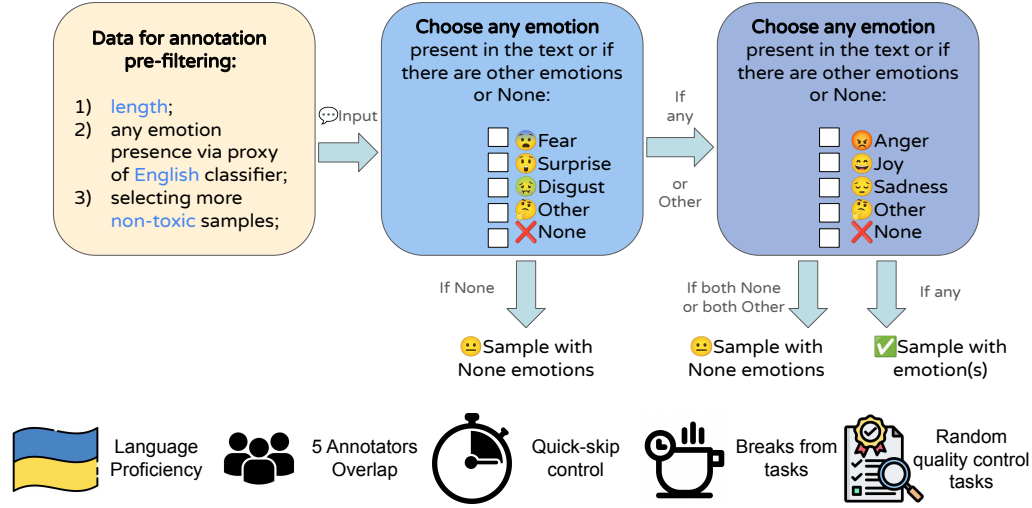 Data for annotation
pre-filtering:
1) length;
2) any emotion
presence via proxy
of English classifier;
3) selecting more
non-toxic samples;
💬Input
Choose any emotion
present in the text or if
there are other emotions
or None:
😨Fear
😲Surprise
🤢Disgust
🤔Other
❌None
If
any
or
Other
Choose any emotion
present in the text or if
there are other emotions
or None:
😡Anger
😄Joy
😔Sadness
🤔Other
❌None
If None
😐Sample with
None emotions
If both None
or both Other
😐Sample with
None emotions
If any
✅Sample with
emotion(s)
Language
Proficiency
5 Annotators
Overlap
Quick-skip
control
Breaks from
tasks
Random
quality control
tasks